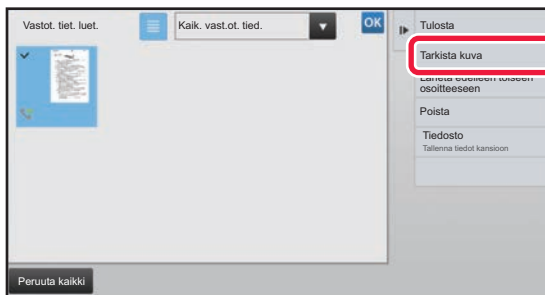 Vastot. tiet. luet.
Kaik. vast.ot. tied.
OK
Tulosta
Tarkista kuva
Lähetä edelleen toiseen
osoitteeseen
Poista
Tiedosto
Tallenna tiedot kansioon
Peruuta kaikki